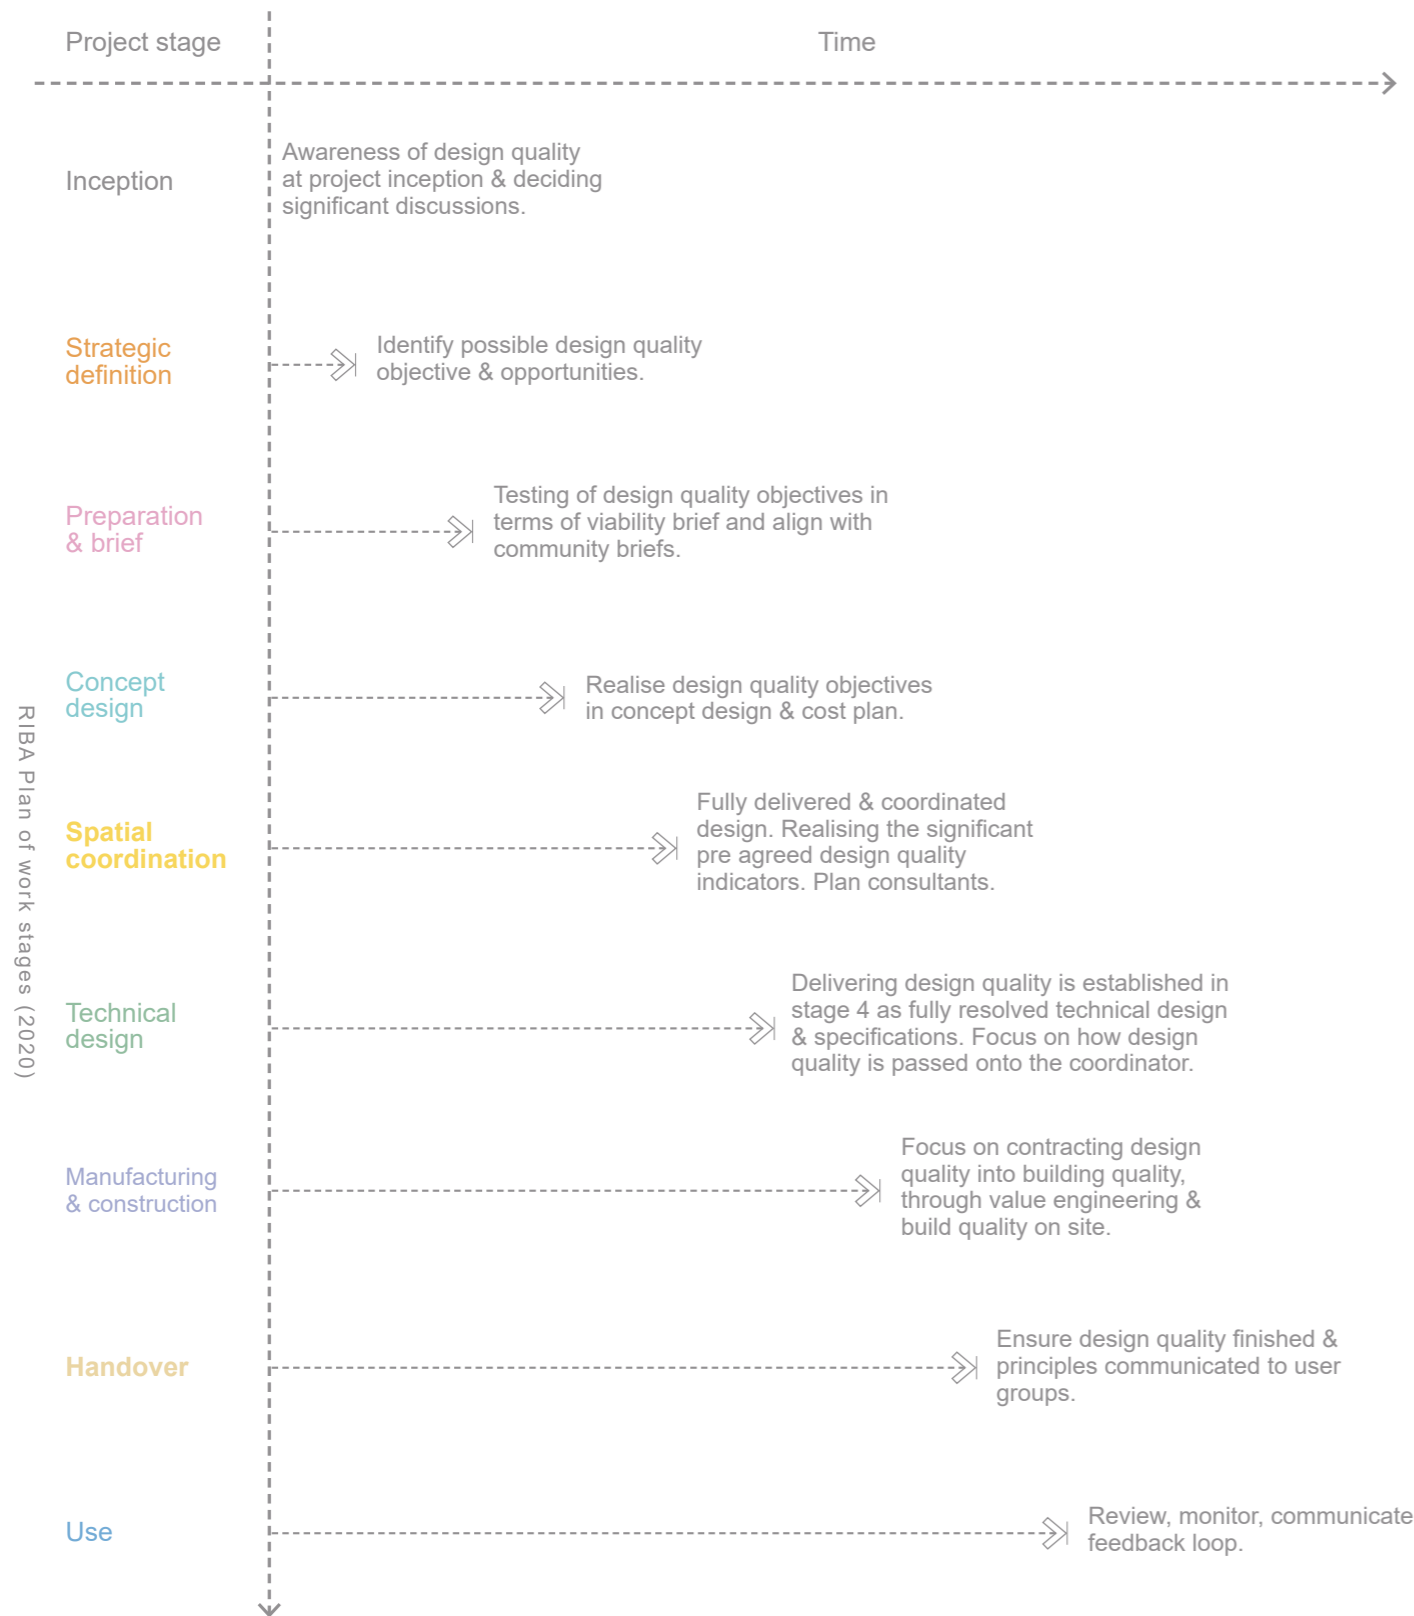 Project stage
Time
Inception
Awareness of design quality
at project inception & deciding
significant discussions.
Strategic
definition
Identify possible design quality
objective & opportunities.
Preparation
& brief
Testing of design quality objectives in
terms of viability brief and align with
community briefs.
Concept
design
Realise design quality objectives
in concept design & cost plan.
RIBA Plan of work stages (2020)
Spatial
coordination
Fully delivered & coordinated
design. Realising the significant
pre agreed design quality
indicators. Plan consultants.
Technical
design
Delivering design quality is established in
stage 4 as fully resolved technical design
& specifications. Focus on how design
quality is passed onto the coordinator.
Manufacturing
& construction
Focus on contracting design
quality into building quality,
through value engineering &
build quality on site.
Handover
Ensure design quality finished &
principles communicated to user
groups.
Use
Review, monitor, communicate
feedback loop.